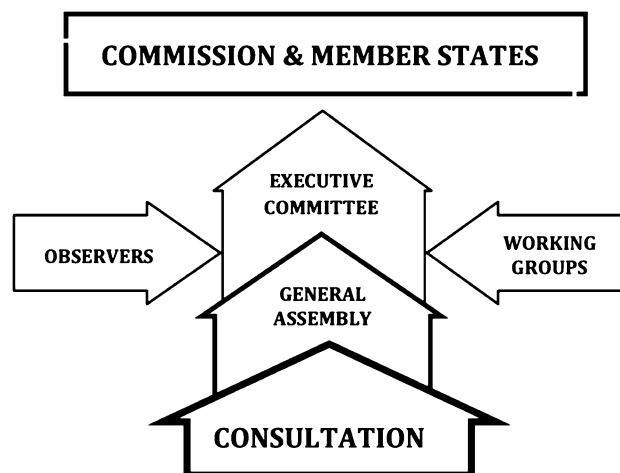 COMMISSION & MEMBER STATES
EXECUTIVE
COMMITTEE
OBSERVERS
WORKING
GROUPS
GENERAL
ASSEMBLY
CONSULTATION